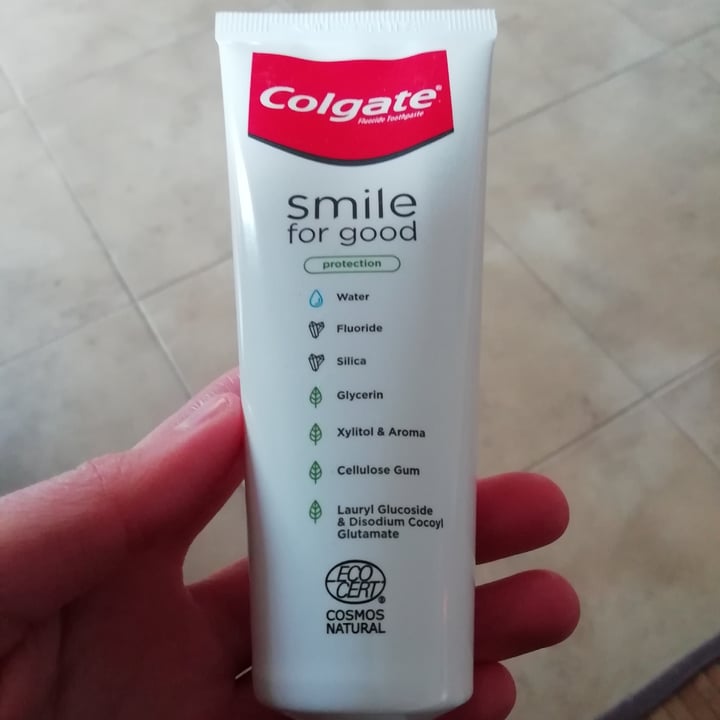 Colgate®
Fluoride Toothpaste
smile
for good
protection
Water
Fluoride
Silica
Glycerin
Xylitol & Aroma
Cellulose Gum
Lauryl Glucoside
& Disodium Cocoyl
Glutamate
ECO
CERT®
COSMOS
NATURAL